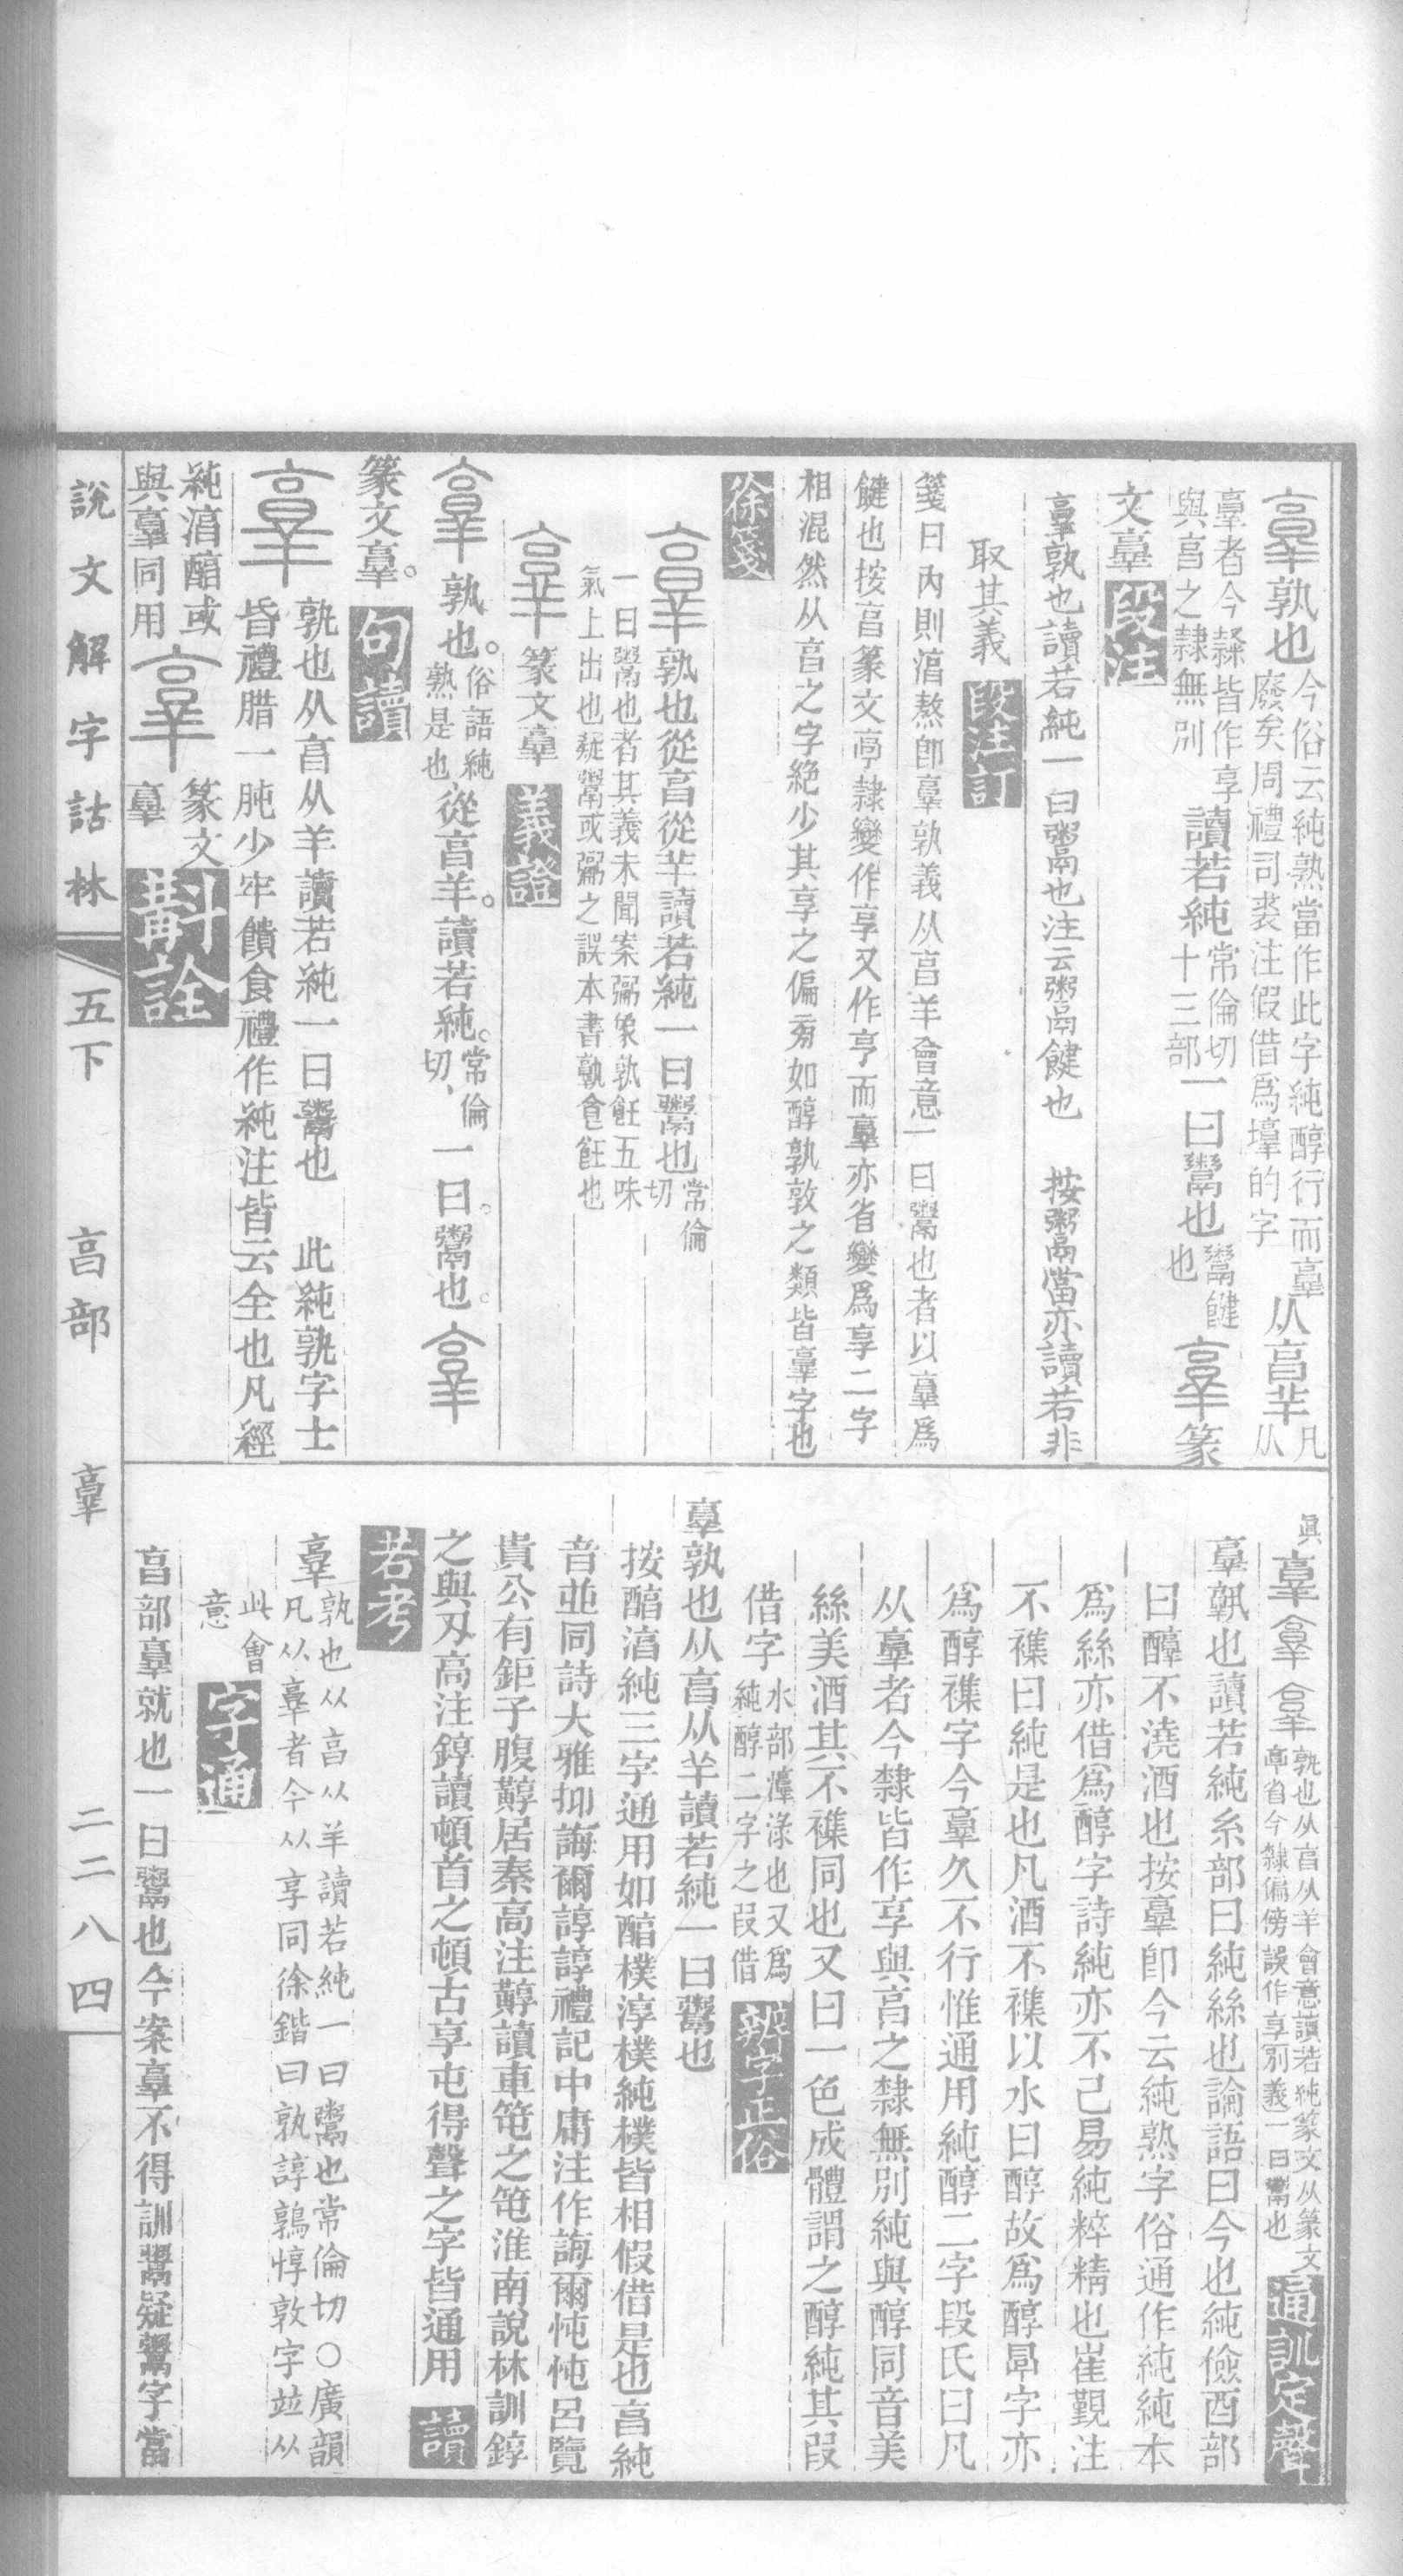 𦎫孰也今俗云純熟當作此字純醇行而𦎫
廢矣周禮司裘注假借爲壿的字从亯𦍌凡从
𦎫者今隸皆作享
與亯之隸無別讀若純常倫切
十三部一曰鬻也鬻健
也𦎧篆
文𦎫段注
𦎫孰也讀若純一曰鬻也注云鬻健也 按鬻當亦讀若非
取其義段注訂
箋曰內則淯熬卽𦎫孰義从亯羊會意一曰鬻也者以𦎫爲
健也按亯篆文亭隸變作享又作亨而𦎫亦省變爲享二字
相混然从亯之字絶少其享之偏旁如醇孰敦之類皆𦎫字也
徐箋
𦎫孰也從亯從𦍌讀若純一曰鬻也常倫
切
一曰鬻也者其義未聞案鬻象孰飪五味
氣上出也疑鬻或鬻之誤本書孰食飪也
𦎧篆文𦎫義證
𦎫孰也。俗語純
熟是也從亯羊。讀若純。常倫
切、一曰。鬻也。𦎧
篆文𦎫。句讀
𦎫孰也从亯从羊讀若純一曰鬻也 此純孰字士
昏禮腊一肫少牢饋食禮作純注皆云全也凡經
純淯醕或
與𦎫同用𦎧篆文
𦎫斠詮
眞𦎫𦎫𦎧孰也从亯从羊會意讀若純篆文从篆文
亭省今隸偏傍誤作享別義一曰鬻也通訓定聲
𦎫孰也讀若純糸部曰純絲也論語曰今也純儉酉部
曰醇不澆酒也按𦎫卽今云純熟字俗通作純純本
爲絲亦借爲醇字詩純亦不已易純粹精也崔覲注
不襍曰純是也凡酒不襍以水曰醇故爲醇𦎫字亦
爲醇襍字今𦎫久不行惟通用純醇二字段氏曰凡
从𦎫者今隸皆作享與亯之隸無別純與醇同音美
絲美酒其不襍同也又曰一色成體謂之醇純其叚
借字水部淳淥也又爲
純醇二字之叚借辨字正俗
𦎫孰也从亯从羊讀若純一曰鬻也
按醕淯純三字通用如醕樸淳樸純樸皆相假借是也亯純
音並同詩大雅抑誨爾諄諄禮記中庸注作誨爾忳忳呂覽
貴公有鉅子腹䵍居秦高注䵍讀車笔之笔淮南說林訓錞
之與刃高注錞讀頓首之頓古享屯得聲之字皆通用讀
若考
𦎫孰也从亯从羊讀若純一曰鬻也常倫切○廣韻
凡从𦎫者今从享同徐鍇曰孰諄鶉惇敦字竝从
此會
意字通
亯部𦎫就也一曰鬻也今案𦎫不得訓鬻疑鬻字當
說文解字詁林 五下 亯部 𦎫 二二八四